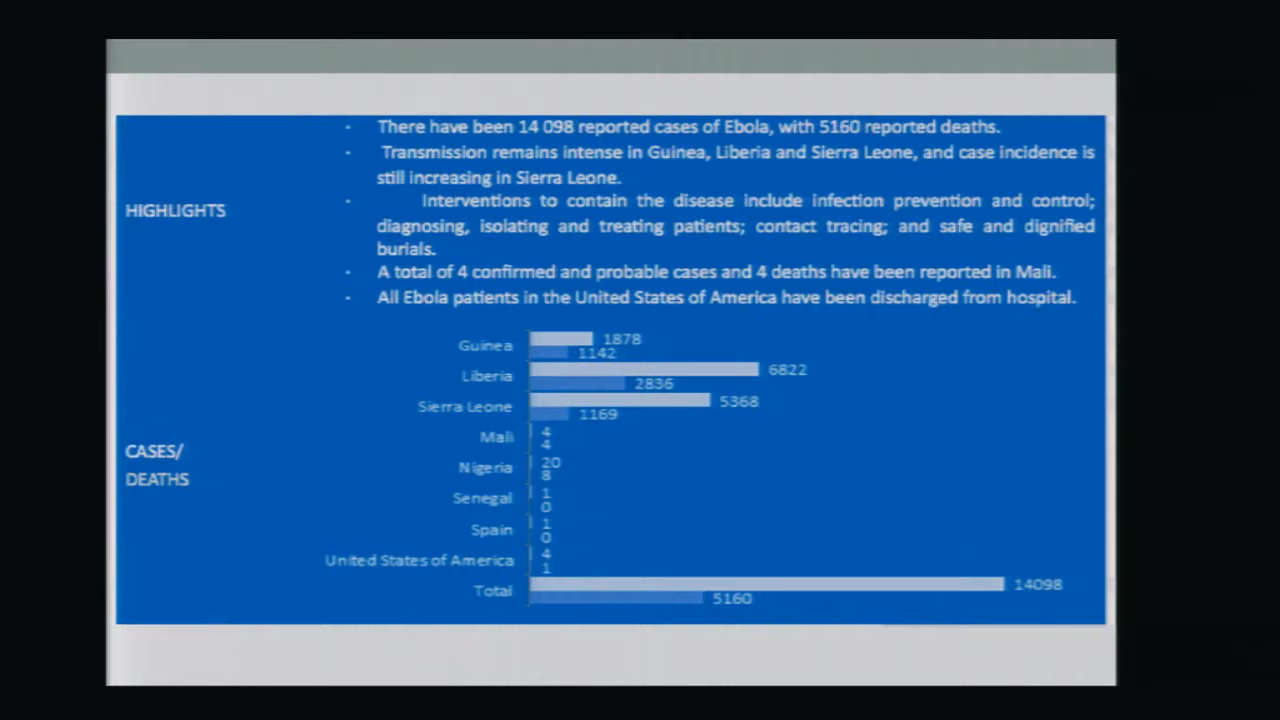 · There have been 14 098 reported cases of Ebola, with 5160 reported deaths.
· Transmission remains intense in Guinea, Liberia and Sierra Leone, and case incidence is
still increasing in Sierra Leone.
HIGHLIGHTS
· Interventions to contain the disease include infection prevention and control;
diagnosing, isolating and treating patients; contact tracing; and safe and dignified
burials.
· A total of 4 confirmed and probable cases and 4 deaths have been reported in Mali.
· All Ebola patients in the United States of America have been discharged from hospital.
CASES/
DEATHS
Guinea 1878
1142
Liberia 6822
2836
Sierra Leone 5368
1169
Mali 4
4
Nigeria 20
8
Senegal 1
0
Spain 1
0
United States of America 4
1
Total 14098
5160